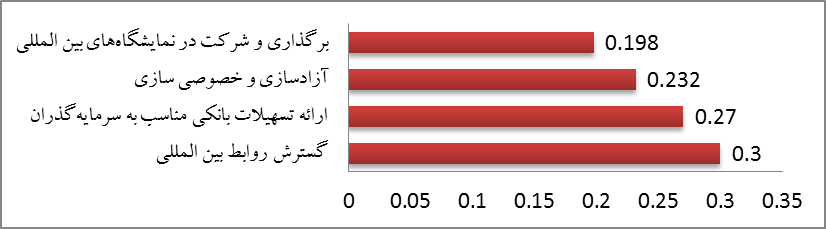 برگذاری و شرکت در نمایشگاه‌های بین المللی 0.198
آزادسازی و خصوصی سازی 0.232
ارائه تسهیلات بانکی مناسب به سرمایه‌گذران 0.27
گسترش روابط بین المللی 0.3
0 0.05 0.1 0.15 0.2 0.25 0.3 0.35